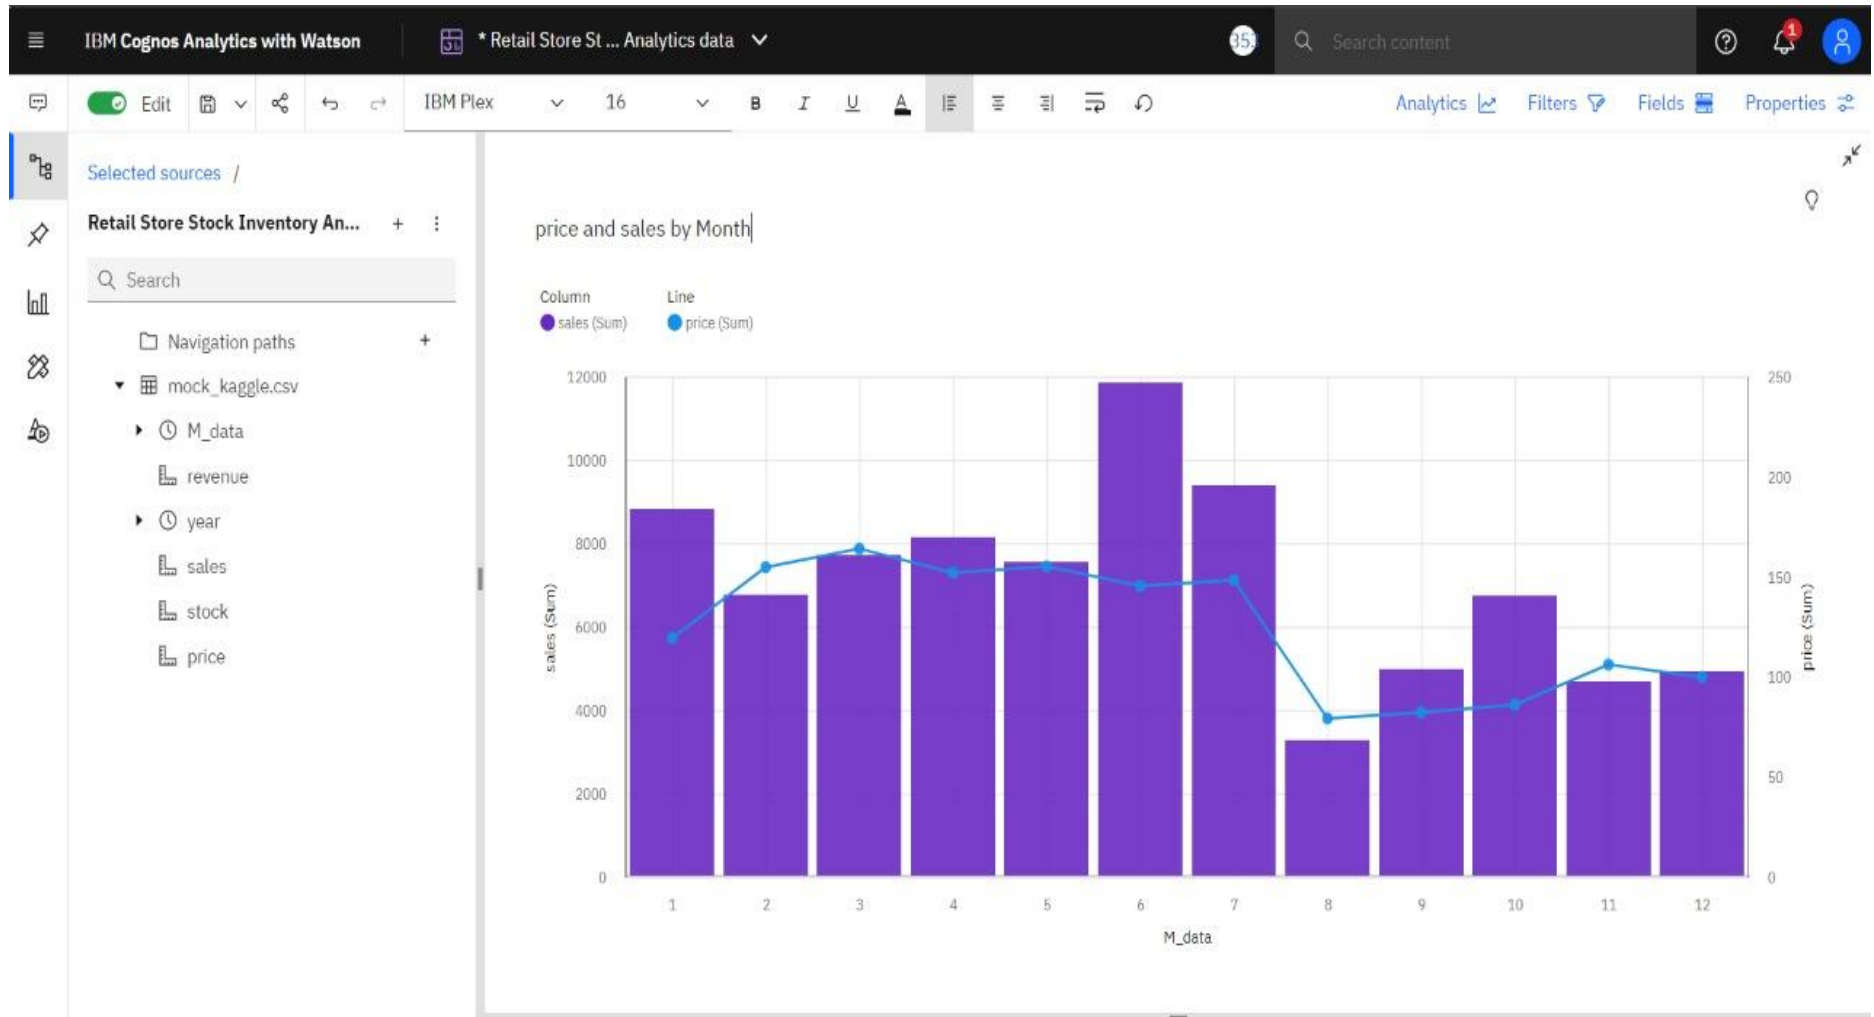 IBM Cognos Analytics with Watson
* Retail Store St ... Analytics data
353
Search content
1
Edit
IBM Plex
16
B
I
U
A
Analytics
Filters
Fields
Properties
Selected sources /
Retail Store Stock Inventory An...
Search
Navigation paths
mock_kaggle.csv
M_data
revenue
year
sales
stock
price
price and sales by Month
Column
Line
sales (Sum)
price (Sum)
12000
10000
8000
6000
4000
2000
0
sales (Sum)
250
200
150
100
50
0
price (Sum)
1 2 3 4 5 6 7 8 9 10 11 12
M_data